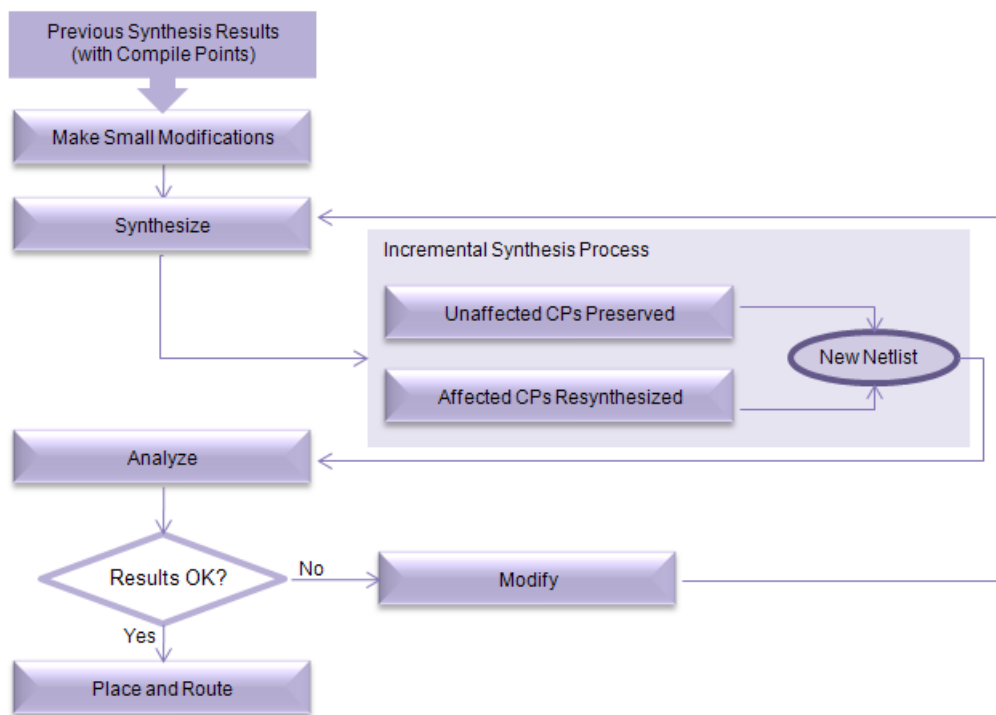 Previous Synthesis Results
(with Compile Points)
Make Small Modifications
Synthesize
Incremental Synthesis Process
Unaffected CPs Preserved
New Netlist
Affected CPs Resynthesized
Analyze
Results OK?
No
Modify
Yes
Place and Route